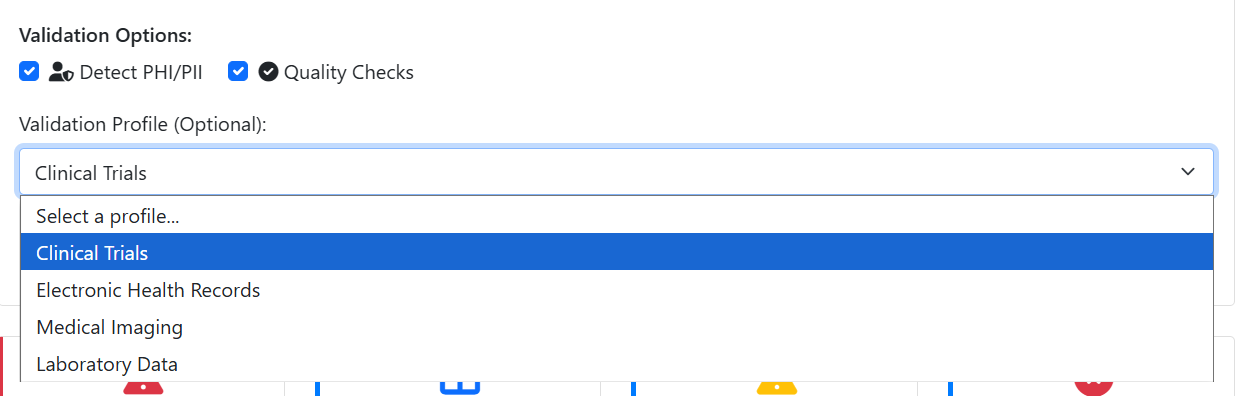 Validation Options:
Detect PHI/PII Quality Checks
Validation Profile (Optional):
Clinical Trials
Select a profile...
Clinical Trials
Electronic Health Records
Medical Imaging
Laboratory Data